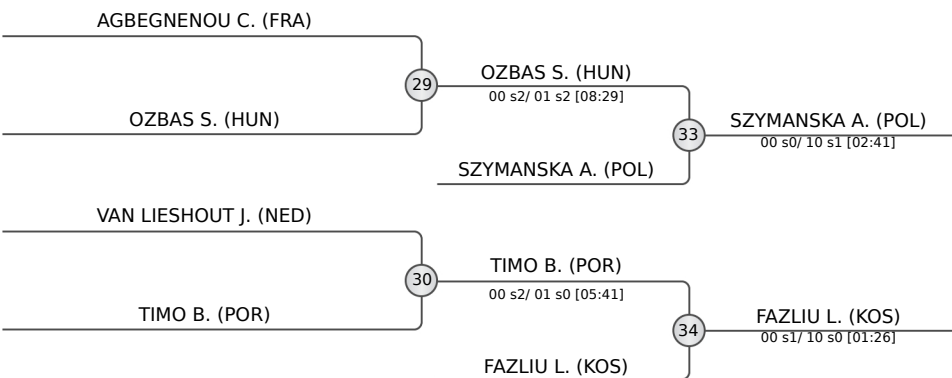 AGBEGNENOU C. (FRA)
29
OZBAS S. (HUN)
OZBAS S. (HUN)
00 s2/ 01 s2 [08:29]
33
SZYMANSKA A. (POL)
SZYMANSKA A. (POL)
00 s0/ 10 s1 [02:41]
VAN LIESHOUT J. (NED)
30
TIMO B. (POR)
TIMO B. (POR)
00 s2/ 01 s0 [05:41]
34
FAZLIU L. (KOS)
FAZLIU L. (KOS)
00 s1/ 10 s0 [01:26]